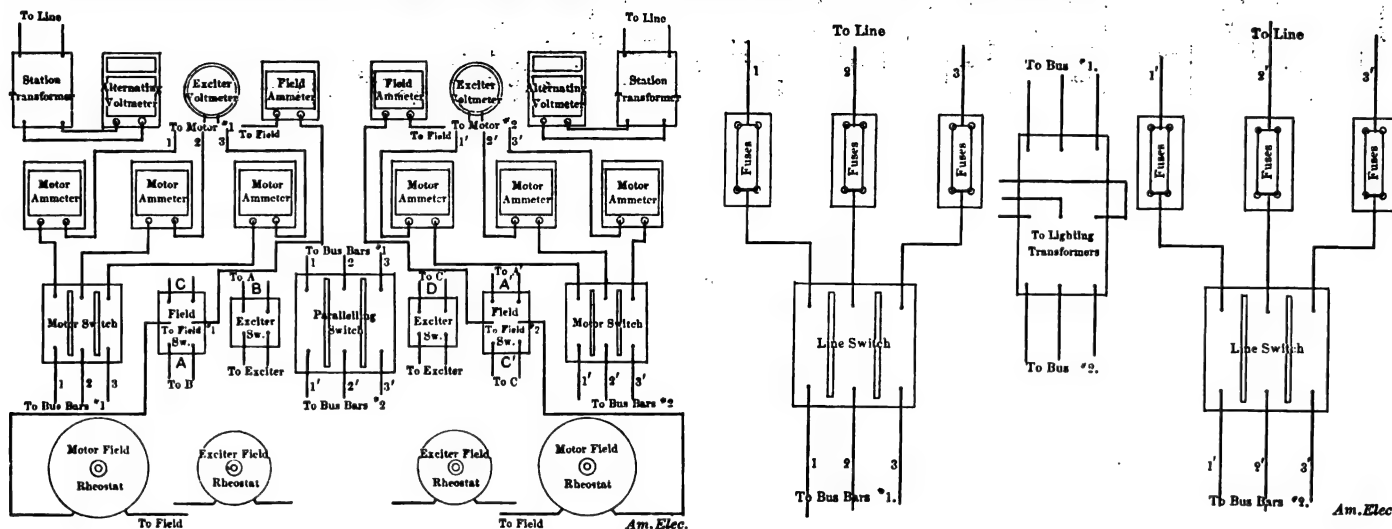 To Line
To Line
Station
Transformer
Alternating
Voltmeter
Exciter
Voltmeter
Field
Ammeter
Field
Ammeter
Exciter
Voltmeter
Alternating
Voltmeter
Station
Transformer
To Motor #1
To Field
1 2 3
To Field
To Motor #2
1' 2' 3'
Motor
Ammeter
Motor
Ammeter
Motor
Ammeter
Motor
Ammeter
Motor
Ammeter
Motor
Ammeter
To Bus Bars #1
1 2 3
Motor Switch
C
Field
To Field #1
Sw.
A
To B
To A
B
Exciter
Sw.
To Exciter
Paralleling
Switch
1' 2' 3'
To Bus Bars #2
To C
D
Exciter
Sw.
To Exciter
To A'
A'
Field
To Field #2
Sw.
C'
To C
Motor Switch
1 2 3
To Bus Bars #1
1' 2' 3'
To Bus Bars #2
Motor Field
Rheostat
Exciter Field
Rheostat
Exciter Field
Rheostat
Motor Field
Rheostat
To Field
To Field
Am. Elec.
To Line
1 2 3
Fuses
Fuses
Fuses
Line Switch
1 2 3
To Bus Bars #1.
To Bus #1.
To Lighting
Transformers
To Bus #2.
To Line
1' 2' 3'
Fuses
Fuses
Fuses
Line Switch
1' 2' 3'
To Bus Bars #2.
Am. Elec